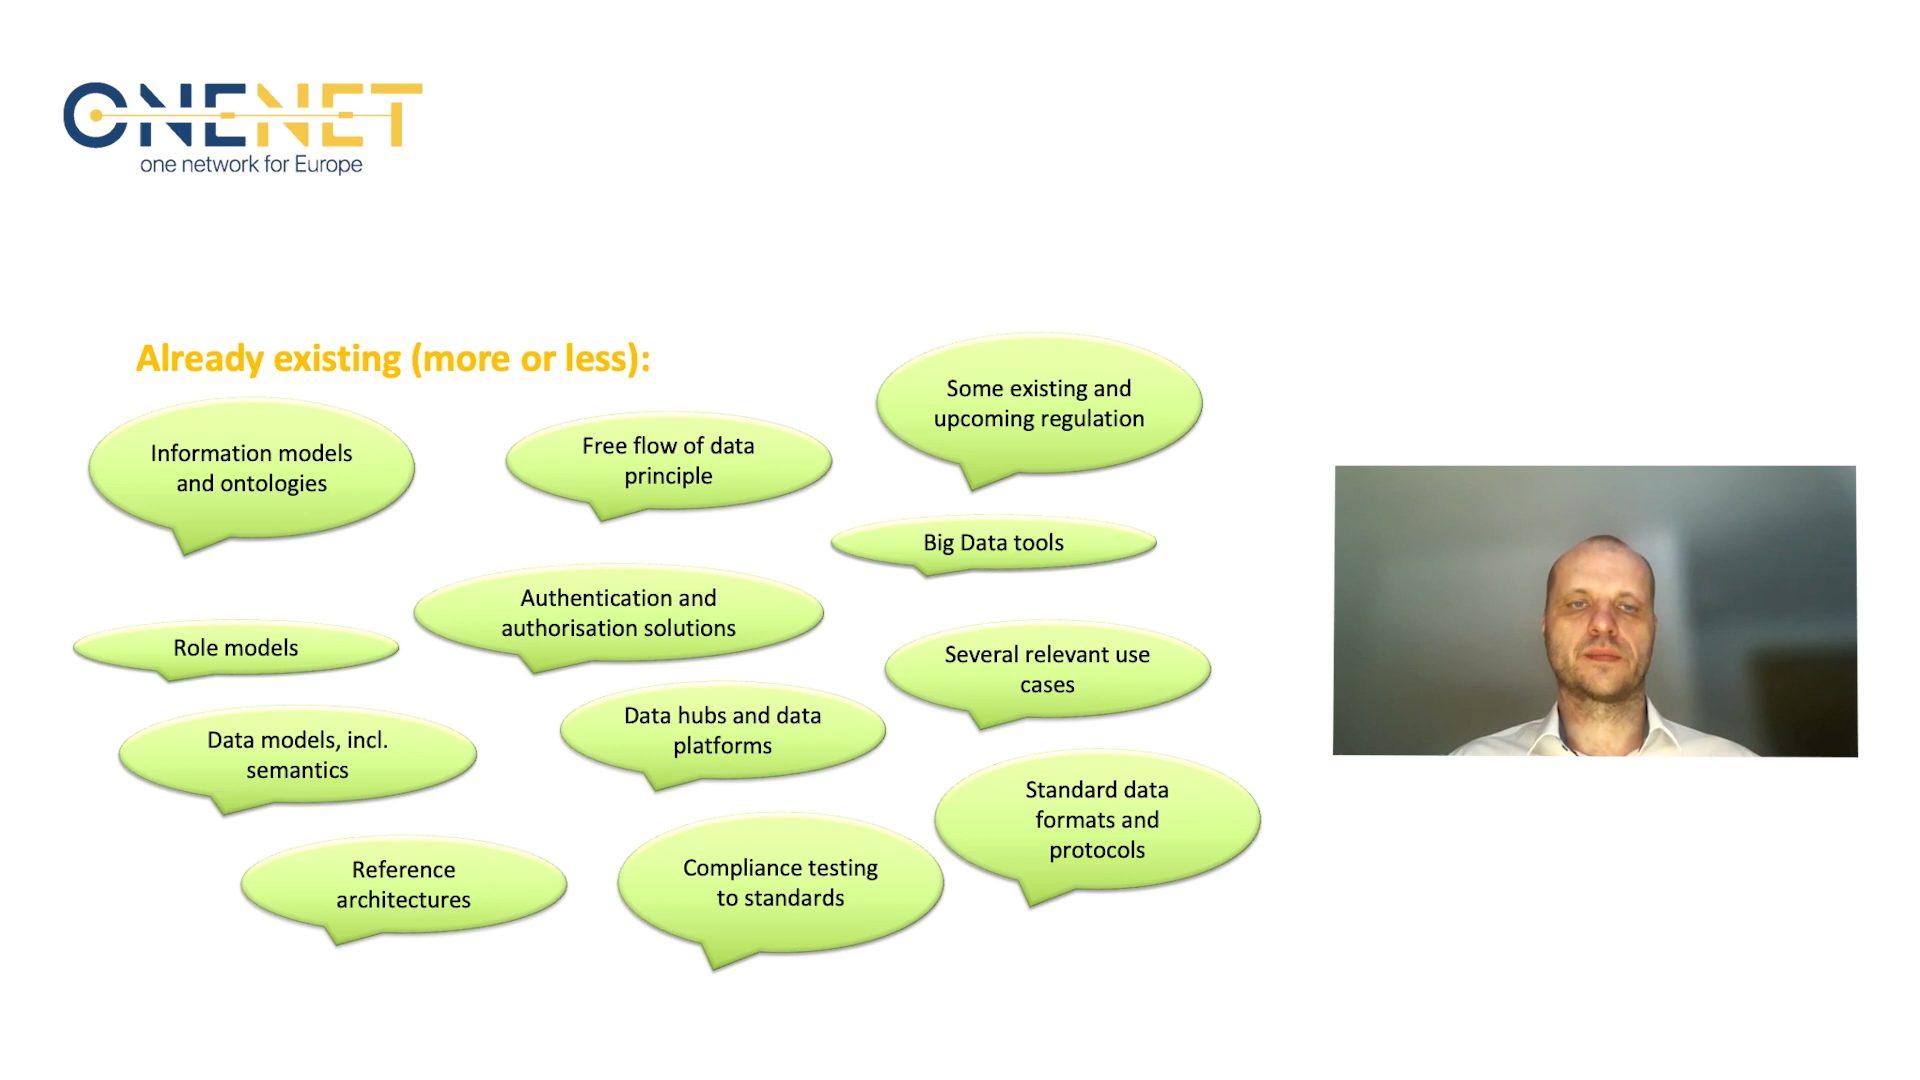 ONENET
one network for Europe
Already existing (more or less):
Some existing and
upcoming regulation
Information models
and ontologies
Free flow of data
principle
Big Data tools
Authentication and
authorisation solutions
Role models
Several relevant use
cases
Data hubs and data
platforms
Data models, incl.
semantics
Standard data
formats and
protocols
Reference
architectures
Compliance testing
to standards